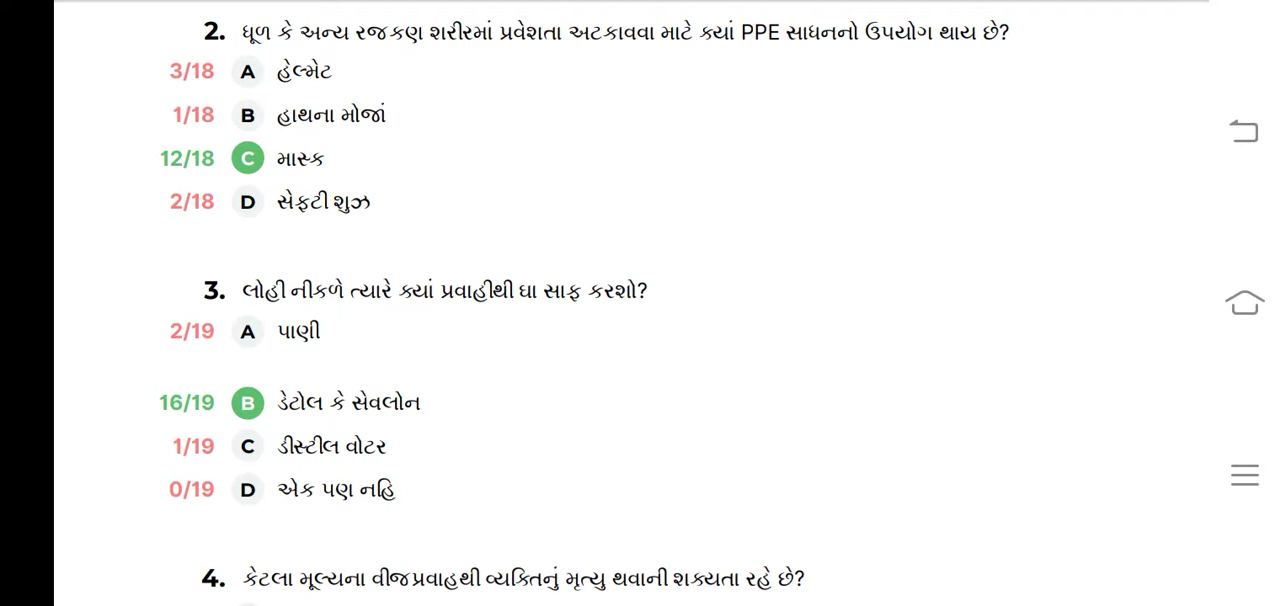 2. ધૂળ કે અન્ય રજકણ શરીરમાં પ્રવેશતા અટકાવવા માટે ક્યાં PPE સાધનનો ઉપયોગ થાય છે?
3/18 A હેલ્મેટ
1/18 B હાથના મોજાં
12/18 C માસ્ક
2/18 D સેફટી શુઝ
3. લોહી નીકળે ત્યારે ક્યાં પ્રવાહીથી ઘા સાફ કરશો?
2/19 A પાણી
16/19 B ડેટોલ કે સેવલોન
1/19 C ડીસ્ટીલ વોટર
0/19 D એક પણ નહિ
4. કેટલા મૂલ્યના વીજપ્રવાહથી વ્યક્તિનું મૃત્યુ થવાની શક્યતા રહે છે?